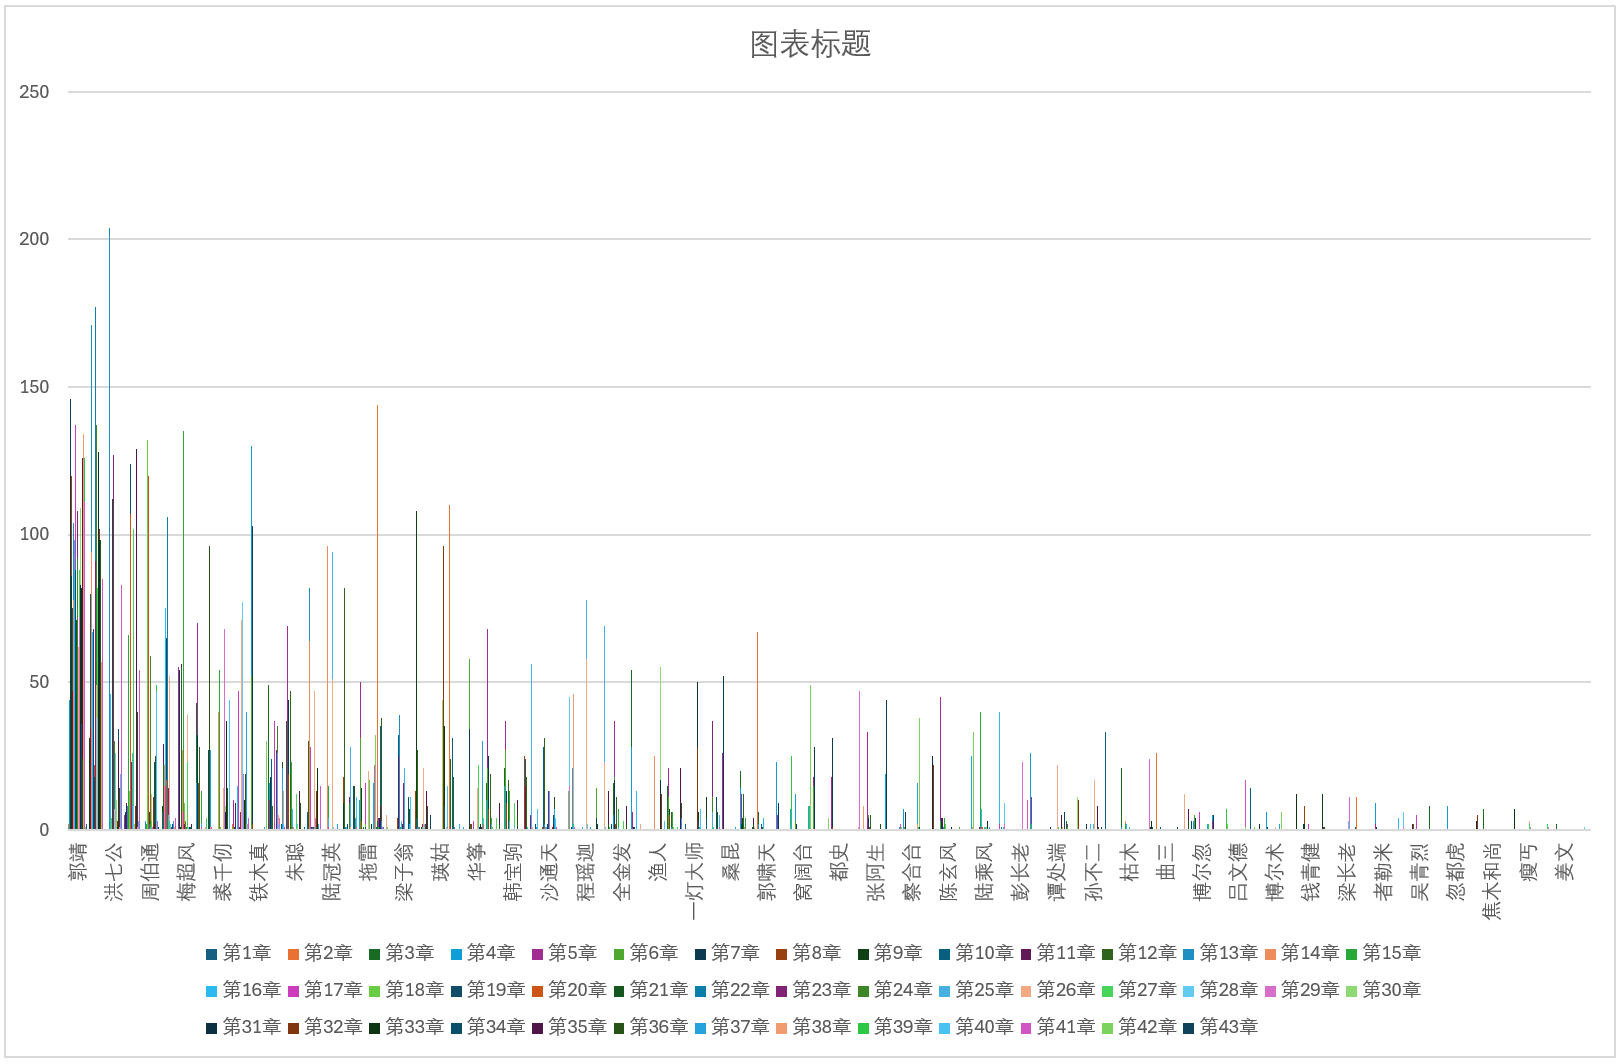 图表标题
250
200
150
100
50
0
郭靖 洪七公 周伯通 梅超风 裘千仞 铁木真 朱聪 陆冠英 拖雷 梁子翁 瑛姑 华筝 韩宝驹 沙通天 程瑶迦 全金发 渔人 一灯大师 桑昆 郭啸天 窝阔台 都史 张阿生 察合台 陈玄风 陆乘风 彭长老 谭处端 孙不二 枯木 曲三 博尔忽 吕文德 博尔术 钱青健 梁长老 者勒米 吴青烈 忽都虎 焦木和尚 瘦丐 姜文
第1章 第2章 第3章 第4章 第5章 第6章 第7章 第8章 第9章 第10章 第11章 第12章 第13章 第14章 第15章
第16章 第17章 第18章 第19章 第20章 第21章 第22章 第23章 第24章 第25章 第26章 第27章 第28章 第29章 第30章
第31章 第32章 第33章 第34章 第35章 第36章 第37章 第38章 第39章 第40章 第41章 第42章 第43章